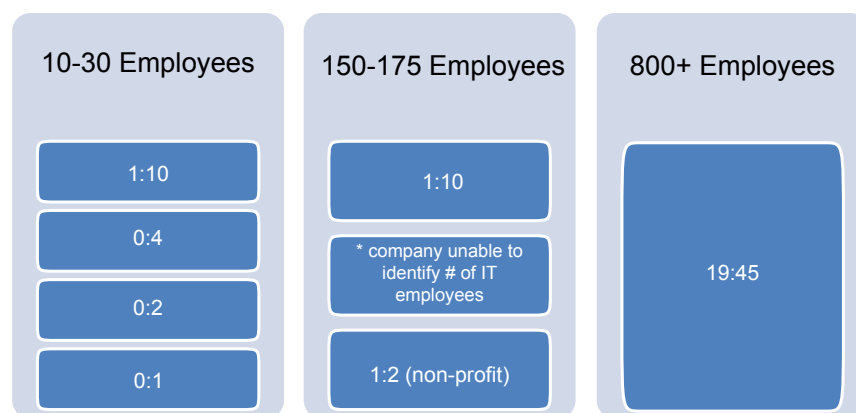 10-30 Employees
1:10
0:4
0:2
0:1
150-175 Employees
1:10
* company unable to
identify # of IT
employees
1:2 (non-profit)
800+ Employees
19:45